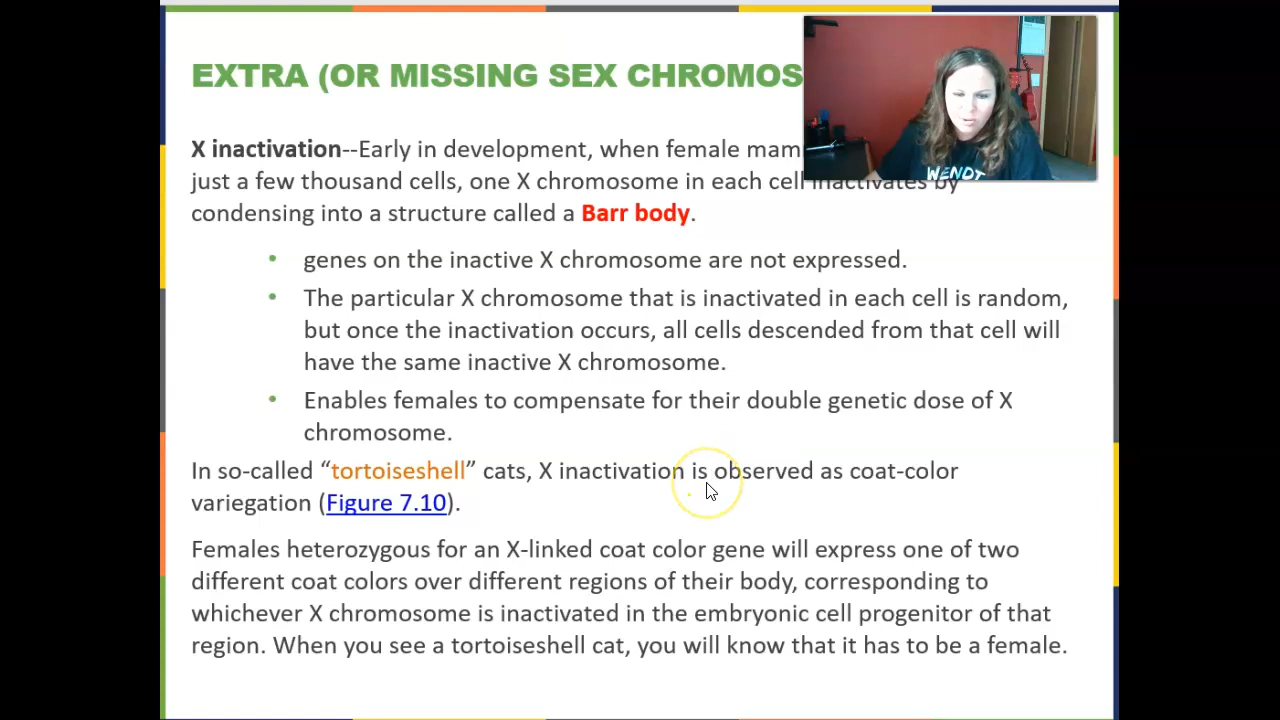 EXTRA (OR MISSING SEX CHROMOS
X inactivation--Early in development, when female mam
just a few thousand cells, one X chromosome in each cell inactivates by
condensing into a structure called a Barr body.
• genes on the inactive X chromosome are not expressed.
• The particular X chromosome that is inactivated in each cell is random,
but once the inactivation occurs, all cells descended from that cell will
have the same inactive X chromosome.
• Enables females to compensate for their double genetic dose of X
chromosome.
In so-called “tortoiseshell” cats, X inactivation is observed as coat-color
variegation (Figure 7.10).
Females heterozygous for an X-linked coat color gene will express one of two
different coat colors over different regions of their body, corresponding to
whichever X chromosome is inactivated in the embryonic cell progenitor of that
region. When you see a tortoiseshell cat, you will know that it has to be a female.
WENDT